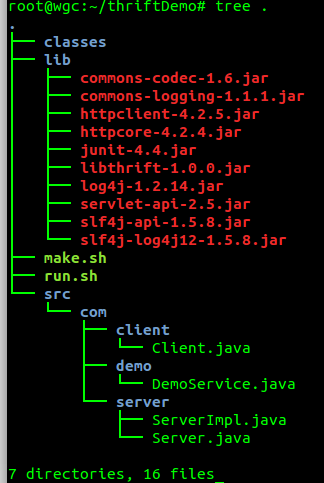 root@wgc:~/thriftDemo# tree .
.
├── classes
├── lib
│   ├── commons-codec-1.6.jar
│   ├── commons-logging-1.1.1.jar
│   ├── httpclient-4.2.5.jar
│   ├── httpcore-4.2.4.jar
│   ├── junit-4.4.jar
│   ├── libthrift-1.0.0.jar
│   ├── log4j-1.2.14.jar
│   ├── servlet-api-2.5.jar
│   ├── slf4j-api-1.5.8.jar
│   └── slf4j-log4j12-1.5.8.jar
├── make.sh
├── run.sh
└── src
    └── com
        ├── client
        │   └── Client.java
        ├── demo
        │   └── DemoService.java
        └── server
            ├── ServerImpl.java
            └── Server.java

7 directories, 16 files